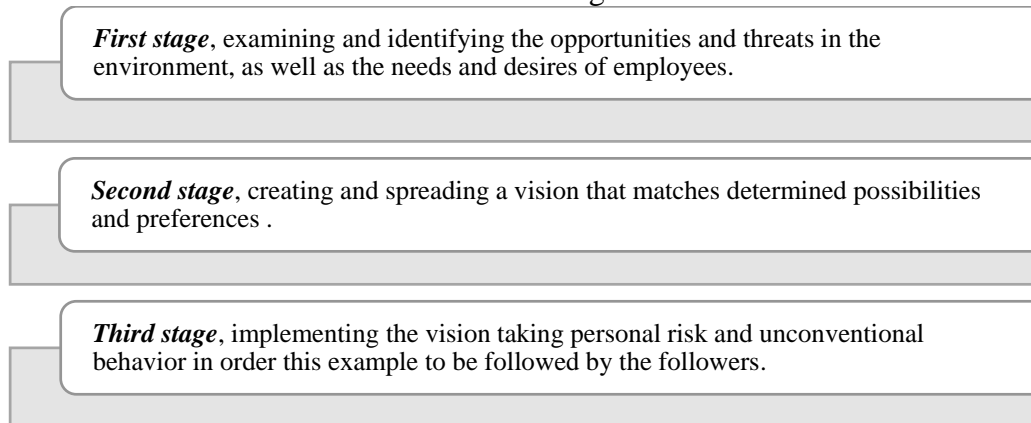 First stage, examining and identifying the opportunities and threats in the
environment, as well as the needs and desires of employees.
Second stage, creating and spreading a vision that matches determined possibilities
and preferences .
Third stage, implementing the vision taking personal risk and unconventional
behavior in order this example to be followed by the followers.